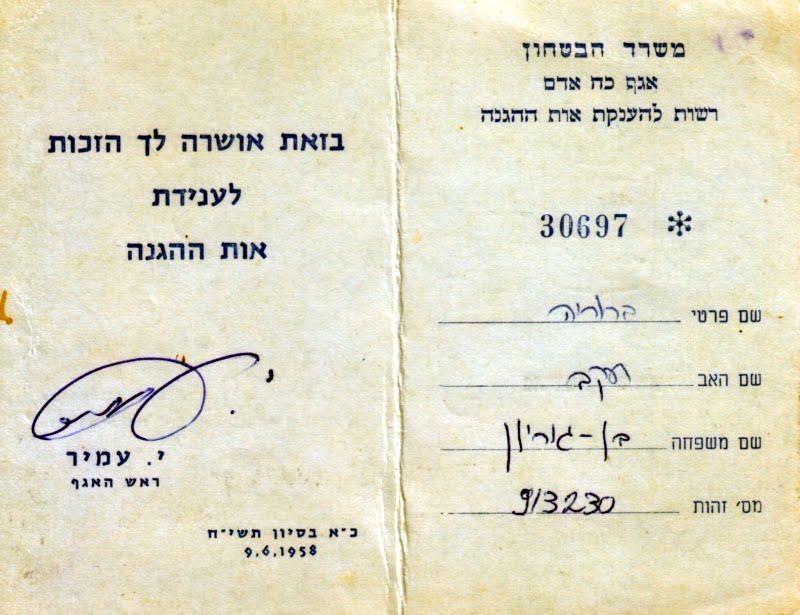 משרד הבטחון
אגף כח אדם
רשות להענקת אות ההגנה
30697 *
שם פרטי ברוריה
שם האב יעקב
שם משפחה בן-גוריון
מס׳ זהות 913230
בזאת אושרה לך הזכות
לענידת
אות ההגנה
י. עמיר
ראש האגף
כ״א בסיון תשי״ח
9.6.1958